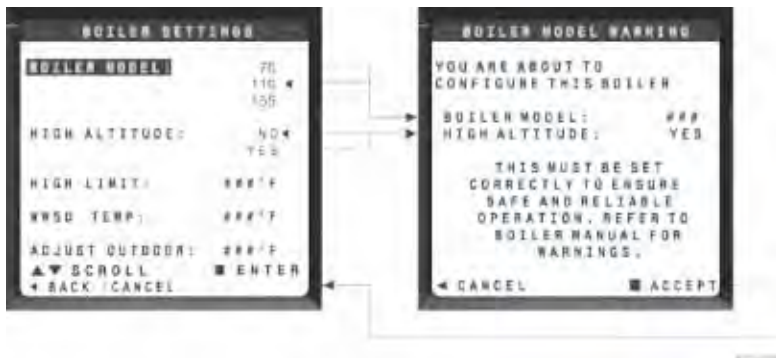 BOILER SETTINGS
BOILER MODEL: 70
110 ◄
155
HIGH ALTITUDE: NO◄
YES
HIGH LIMIT: ###°F
WWSD TEMP: ###°F
ADJUST OUTDOOR: ###°F
▲▼ SCROLL ■ ENTER
◄ BACK /CANCEL
BOILER MODEL WARNING
YOU ARE ABOUT TO
CONFIGURE THIS BOILER
BOILER MODEL: ###
HIGH ALTITUDE: YES
THIS MUST BE SET
CORRECTLY TO ENSURE
SAFE AND RELIABLE
OPERATION. REFER TO
BOILER MANUAL FOR
WARNINGS.
◄ CANCEL ■ ACCEPT